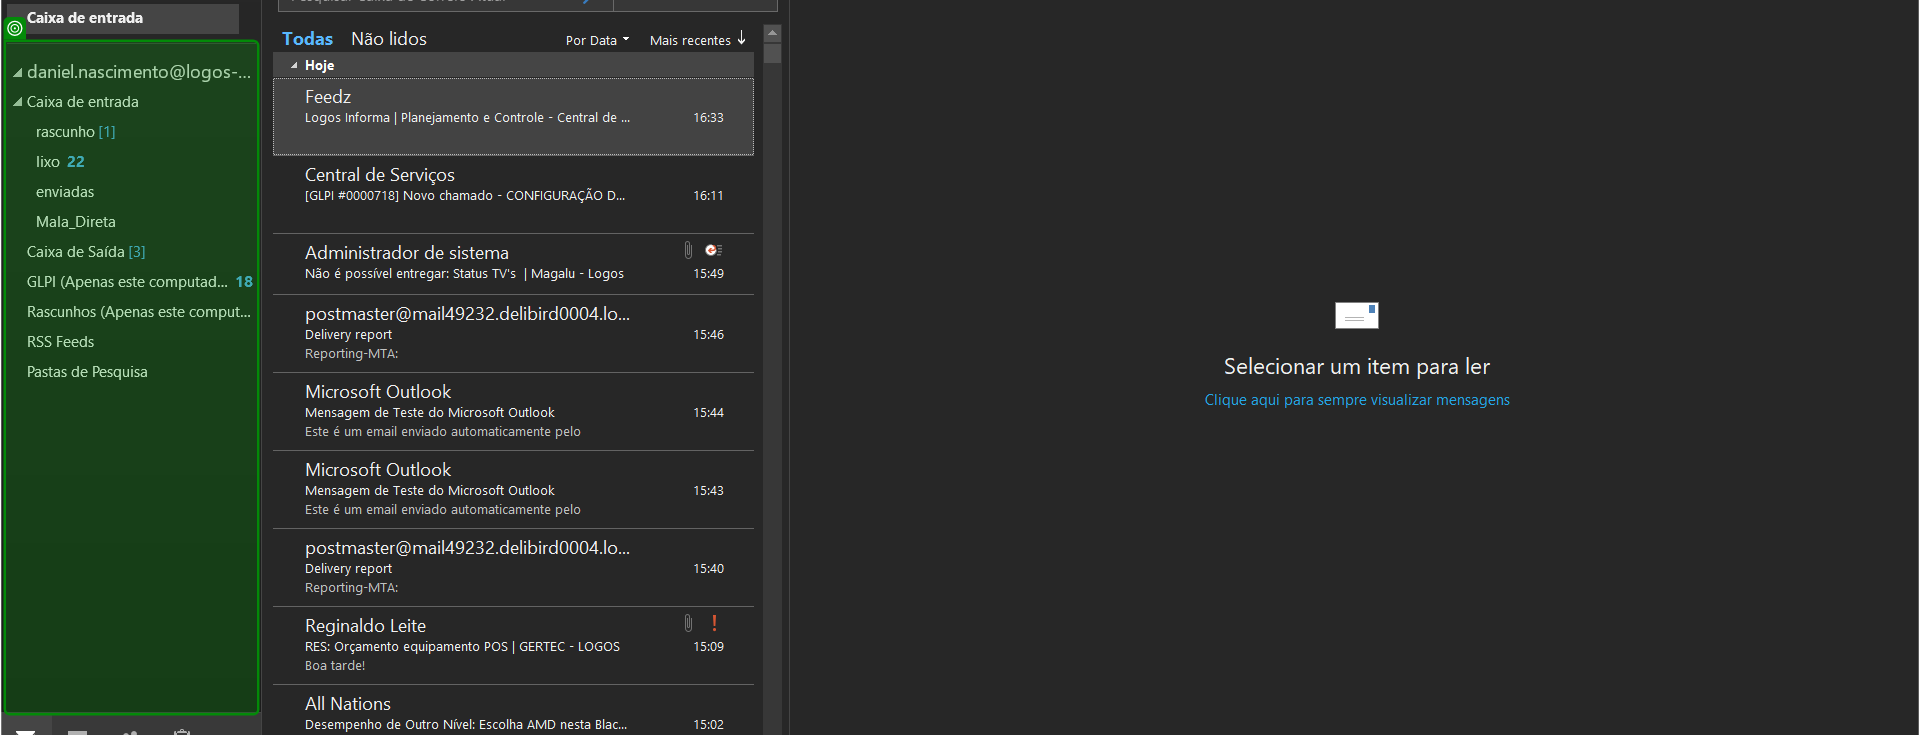 Caixa de entrada
daniel.nascimento@logos-...
Caixa de entrada
rascunho [1]
lixo 22
enviadas
Mala_Direta
Caixa de Saída [3]
GLPI (Apenas este computad... 18
Rascunhos (Apenas este comput...
RSS Feeds
Pastas de Pesquisa
Todas Não lidos Por Data Mais recentes
Hoje
Feedz
Logos Informa | Planejamento e Controle - Central de ... 16:33
Central de Serviços
[GLPI #0000718] Novo chamado - CONFIGURAÇÃO D... 16:11
Administrador de sistema
Não é possível entregar: Status TV's | Magalu - Logos 15:49
postmaster@mail49232.delibird0004.lo...
Delivery report 15:46
Reporting-MTA:
Microsoft Outlook
Mensagem de Teste do Microsoft Outlook 15:44
Este é um email enviado automaticamente pelo
Microsoft Outlook
Mensagem de Teste do Microsoft Outlook 15:43
Este é um email enviado automaticamente pelo
postmaster@mail49232.delibird0004.lo...
Delivery report 15:40
Reporting-MTA:
Reginaldo Leite
RES: Orçamento equipamento POS | GERTEC - LOGOS 15:09
Boa tarde!
All Nations
Desempenho de Outro Nível: Escolha AMD nesta Blac... 15:02
Selecionar um item para ler
Clique aqui para sempre visualizar mensagens